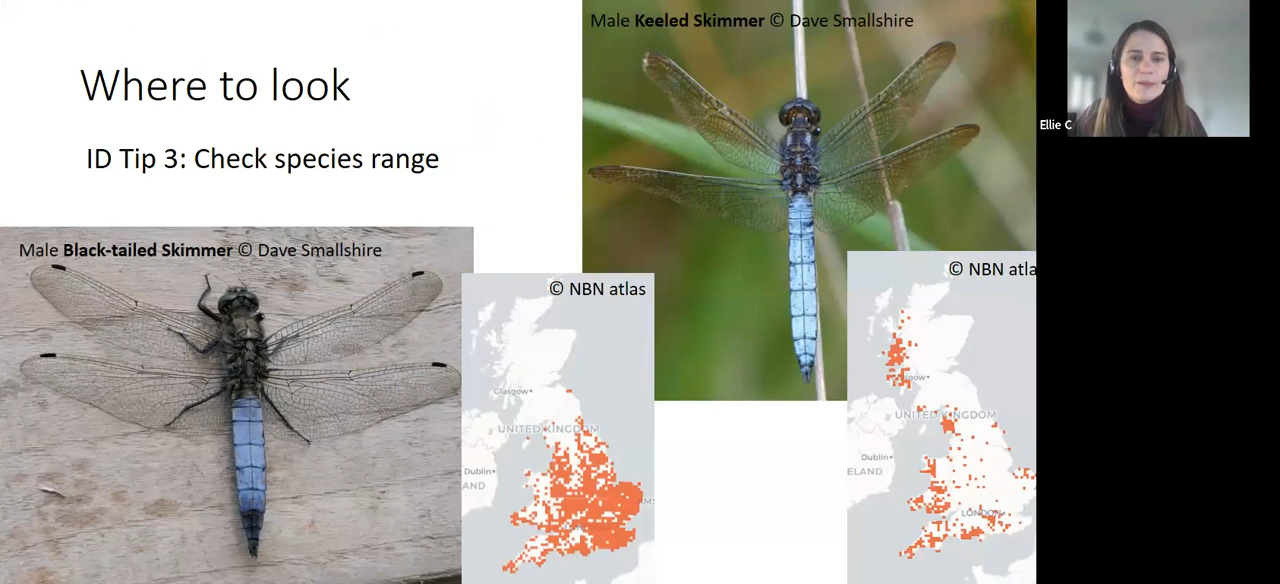 Where to look
ID Tip 3: Check species range
Male Keeled Skimmer © Dave Smallshire
Ellie C
Male Black-tailed Skimmer © Dave Smallshire
© NBN atlas
Glasgow
UNITED KINGDOM
Dublin
AND
© NBN atla
gow
UNITED KINGDOM
Dublin
ELAND
LONDON